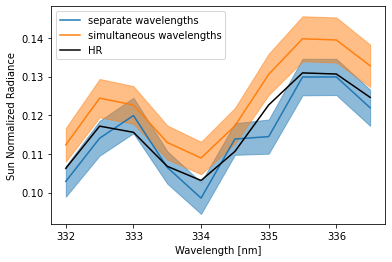 separate wavelengths
simultaneous wavelengths
HR
Sun Normalized Radiance
0.14
0.13
0.12
0.11
0.10
332
333
334
335
336
Wavelength [nm]